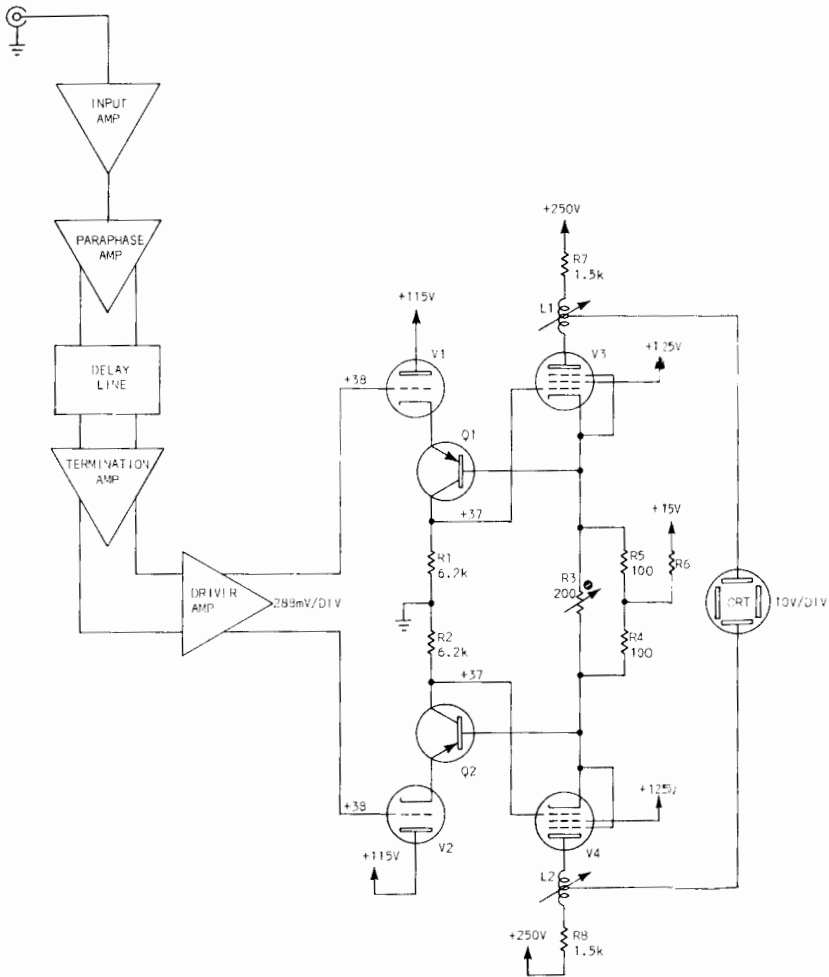 INPUT
AMP
PARAPHASE
AMP
DELAY
LINE
TERMINATION
AMP
DRIVER
AMP
288mV/DIV
+115V
V1
+38
Q1
+37
R1
6.2k
R2
6.2k
+37
Q2
+38
V2
+115V
+250V
R7
1.5k
L1
V3
+125V
+15V
R5
100
R6
R3
200
R4
100
CRT
10V/DIV
+125V
V4
L2
+250V
R8
1.5k